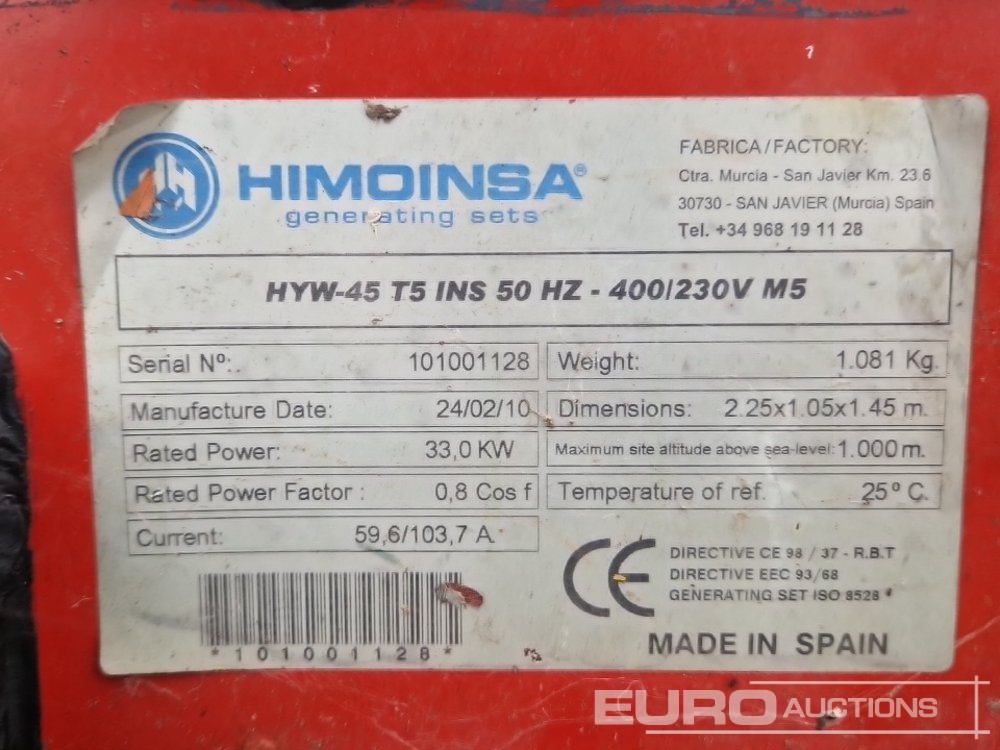 HIMOINSA®
generating sets
FABRICA/FACTORY:
Ctra. Murcia - San Javier Km. 23.6
30730 - SAN JAVIER (Murcia) Spain
Tel. +34 968 19 11 28
HYW-45 T5 INS 50 HZ - 400/230V M5
Serial Nº:. 101001128
Manufacture Date: 24/02/10
Rated Power: 33,0 KW
Rated Power Factor : 0,8 Cos f
Current: 59,6/103,7 A.
Weight: 1.081 Kg.
Dimensions: 2.25x1.05x1.45 m.
Maximum site altitude above sea-level: 1.000 m.
Temperature of ref. 25º C.
*101001128*
CE
DIRECTIVE CE 98 / 37 - R.B.T
DIRECTIVE EEC 93/68
GENERATING SET ISO 8528
MADE IN SPAIN
EURO AUCTIONS